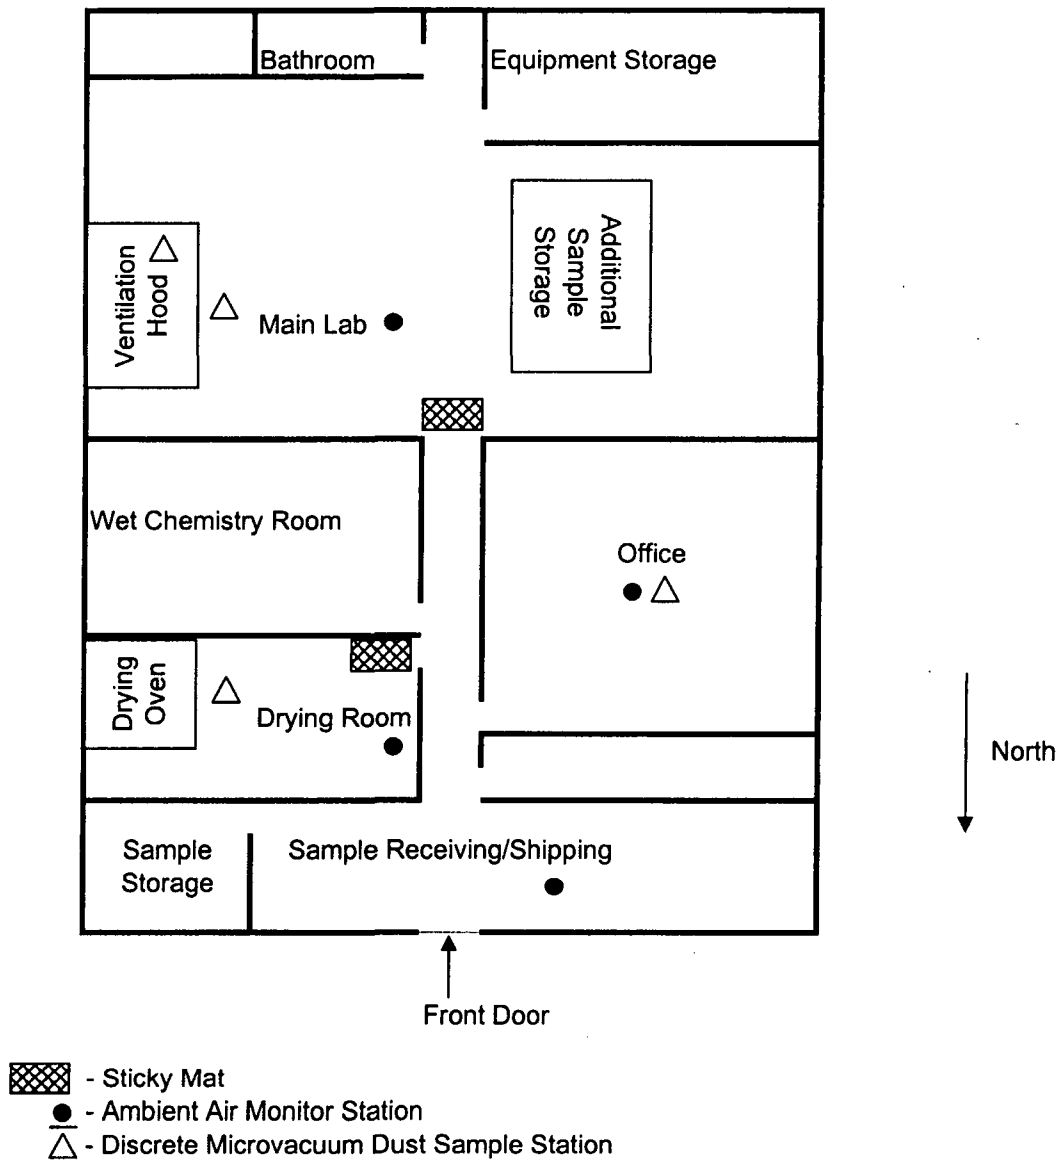 Bathroom
Equipment Storage
Additional
Sample
Storage
Ventilation
Hood
Main Lab
Wet Chemistry Room
Office
Drying
Oven
Drying Room
North
Sample
Storage
Sample Receiving/Shipping
Front Door
- Sticky Mat
- Ambient Air Monitor Station
- Discrete Microvacuum Dust Sample Station